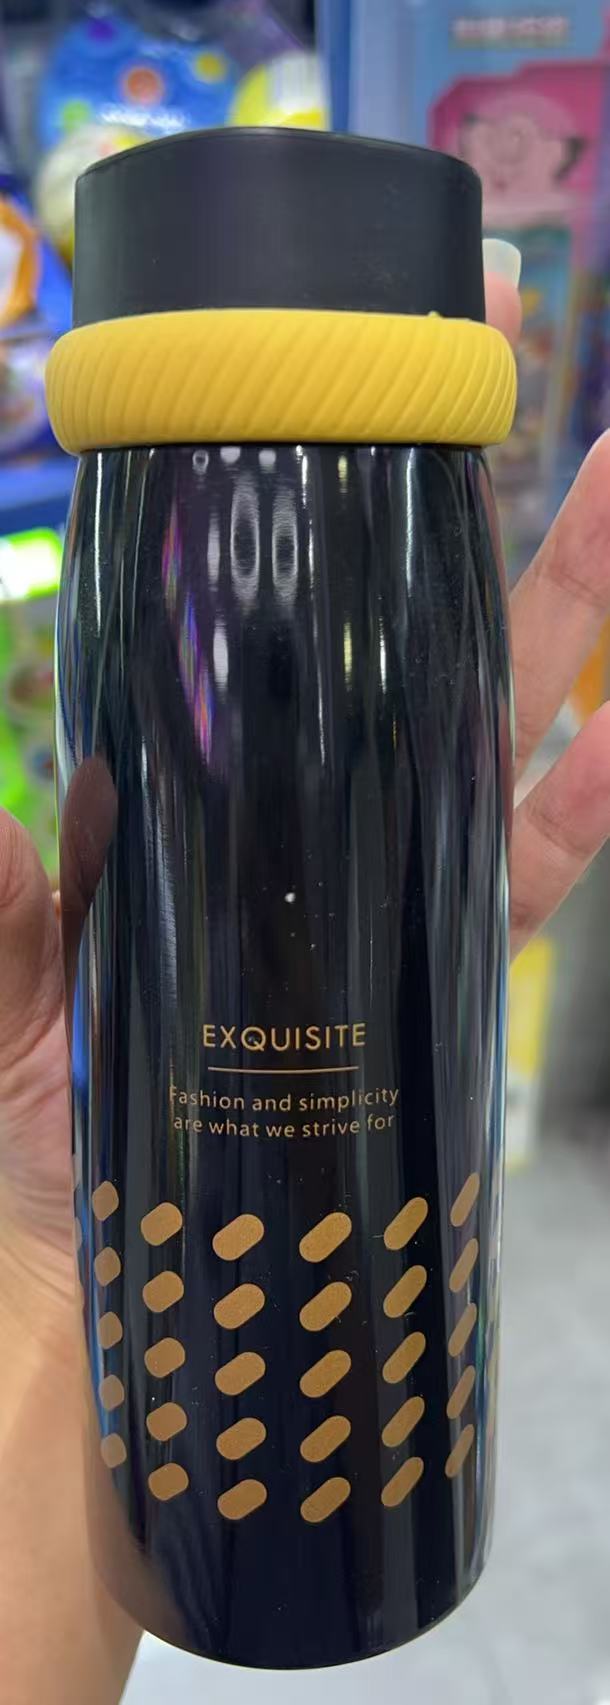 EXQUISITE
Fashion and simplicity
are what we strive for